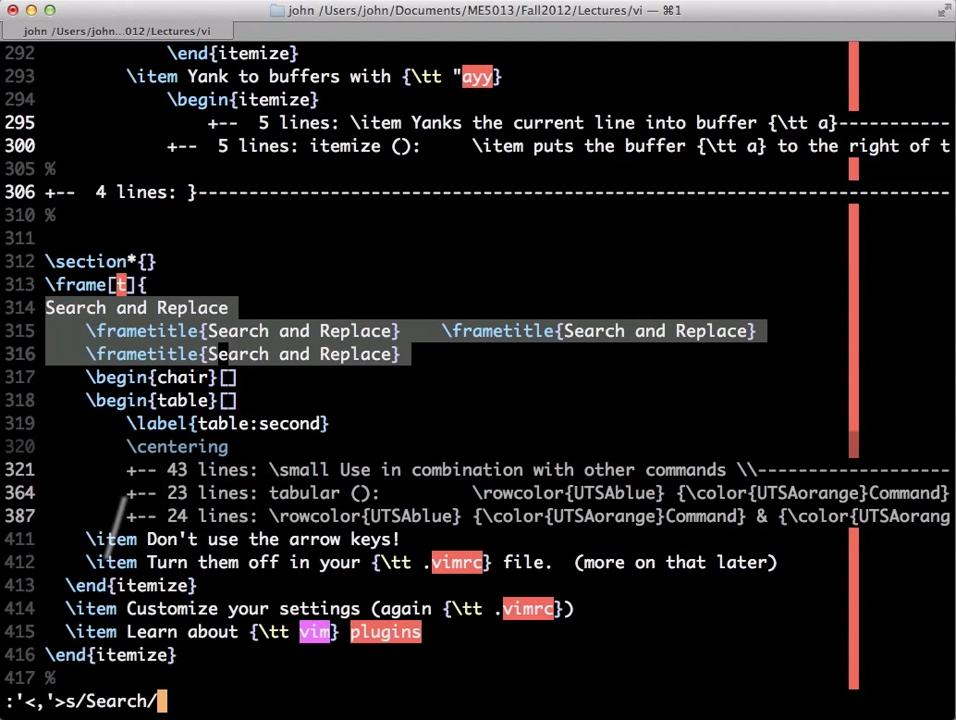 john /Users/john/Documents/ME5013/Fall2012/Lectures/vi — ⌘1
john /Users/john...012/Lectures/vi
292 \end{itemize}
293 \item Yank to buffers with {\tt "ayy}
294 \begin{itemize}
295 +-- 5 lines: \item Yanks the current line into buffer {\tt a}-----------
300 +-- 5 lines: itemize (): \item puts the buffer {\tt a} to the right of t
305 %
306 +-- 4 lines: }--------------------------------------------------------------------------
310 %
311
312 \section*{}
313 \frame[t]{
314 Search and Replace
315 \frametitle{Search and Replace} \frametitle{Search and Replace}
316 \frametitle{Search and Replace}
317 \begin{chair}[]
318 \begin{table}[]
319 \label{table:second}
320 \centering
321 +-- 43 lines: \small Use in combination with other commands \\-------------------
364 +-- 23 lines: tabular (): \rowcolor{UTSAblue} {\color{UTSAorange}Command}
387 +-- 24 lines: \rowcolor{UTSAblue} {\color{UTSAorange}Command} & {\color{UTSAorang
411 \item Don't use the arrow keys!
412 \item Turn them off in your {\tt .vimrc} file. (more on that later)
413 \end{itemize}
414 \item Customize your settings (again {\tt .vimrc})
415 \item Learn about {\tt vim} plugins
416 \end{itemize}
417 %
:'<,'>s/Search/